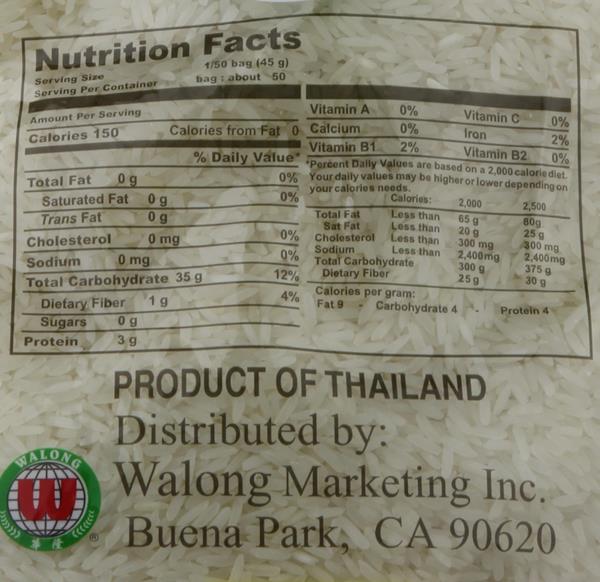 Nutrition Facts
Serving Size 1/50 bag (45 g)
Serving Per Container bag : about 50
Amount Per Serving
Calories 150 Calories from Fat 0
% Daily Value*
Total Fat 0 g 0%
Saturated Fat 0 g 0%
Trans Fat 0 g
Cholesterol 0 mg 0%
Sodium 0 mg 0%
Total Carbohydrate 35 g 12%
Dietary Fiber 1 g 4%
Sugars 0 g
Protein 3 g
Vitamin A 0% Vitamin C 0%
Calcium 0% Iron 2%
Vitamin B1 2% Vitamin B2 0%
*Percent Daily Values are based on a 2,000 calorie diet.
Your daily values may be higher or lower depending on
your calories needs.
Calories: 2,000 2,500
Total Fat Less than 65 g 80g
Sat Fat Less than 20 g 25 g
Cholesterol Less than 300 mg 300 mg
Sodium Less than 2,400mg 2,400mg
Total Carbohydrate 300 g 375 g
Dietary Fiber 25 g 30 g
Calories per gram:
Fat 9 - Carbohydrate 4 - Protein 4
PRODUCT OF THAILAND
Distributed by:
Walong Marketing Inc.
Buena Park, CA 90620
WALONG
W
華隆
®